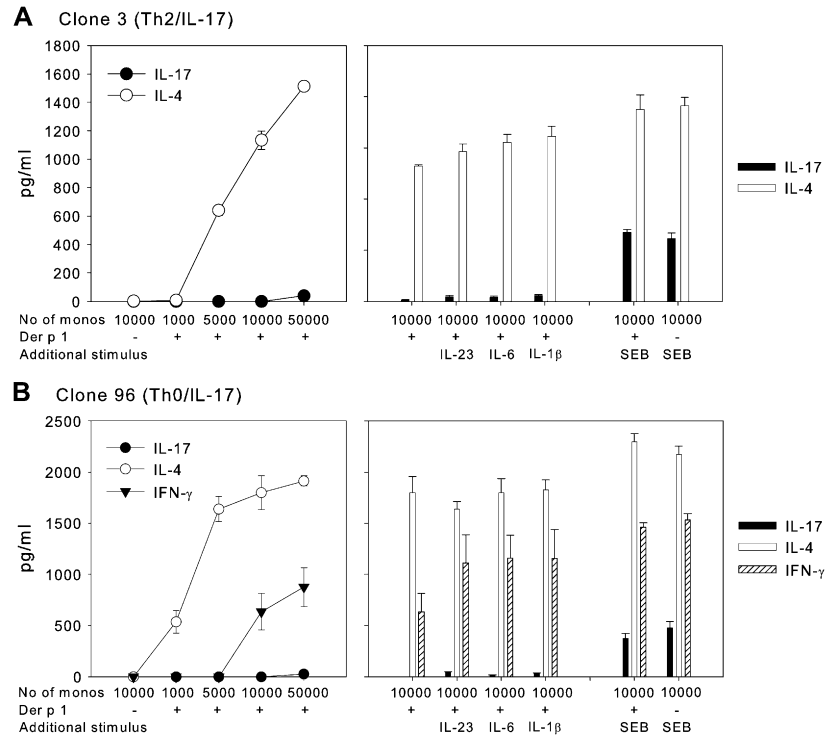 A Clone 3 (Th2/IL-17)
1800
1600
1400
1200
1000
800
600
400
200
0
pg/ml
IL-17
IL-4
IL-17
IL-4
No of monos 10000 1000 5000 10000 50000 10000 10000 10000 10000 10000 10000
Der p 1 - + + + + + + + + + -
Additional stimulus IL-23 IL-6 IL-1β SEB SEB
B Clone 96 (Th0/IL-17)
2500
2000
1500
1000
500
0
pg/ml
IL-17
IL-4
IFN-γ
IL-17
IL-4
IFN-γ
No of monos 10000 1000 5000 10000 50000 10000 10000 10000 10000 10000 10000
Der p 1 - + + + + + + + + + -
Additional stimulus IL-23 IL-6 IL-1β SEB SEB